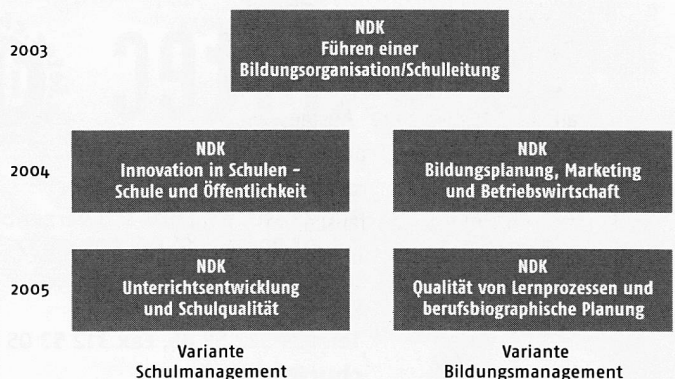 2003
NDK
Führen einer
Bildungsorganisation/Schulleitung
2004
NDK
Innovation in Schulen –
Schule und Öffentlichkeit
NDK
Bildungsplanung, Marketing
und Betriebswirtschaft
2005
NDK
Unterrichtsentwicklung
und Schulqualität
NDK
Qualität von Lernprozessen und
berufsbiographische Planung
Variante
Schulmanagement
Variante
Bildungsmanagement